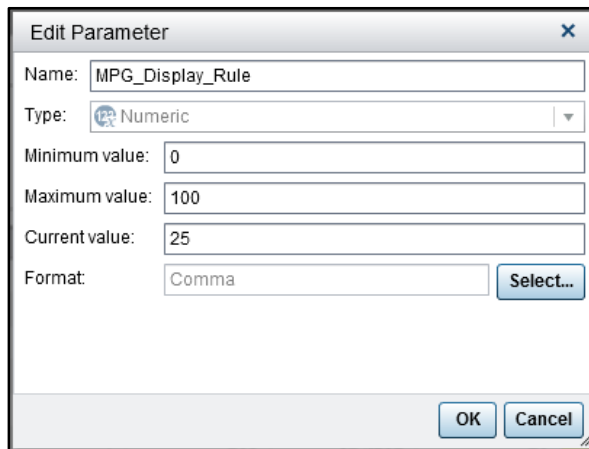 Edit Parameter ×
Name: MPG_Display_Rule
Type: Numeric
Minimum value: 0
Maximum value: 100
Current value: 25
Format: Comma Select...
OK Cancel